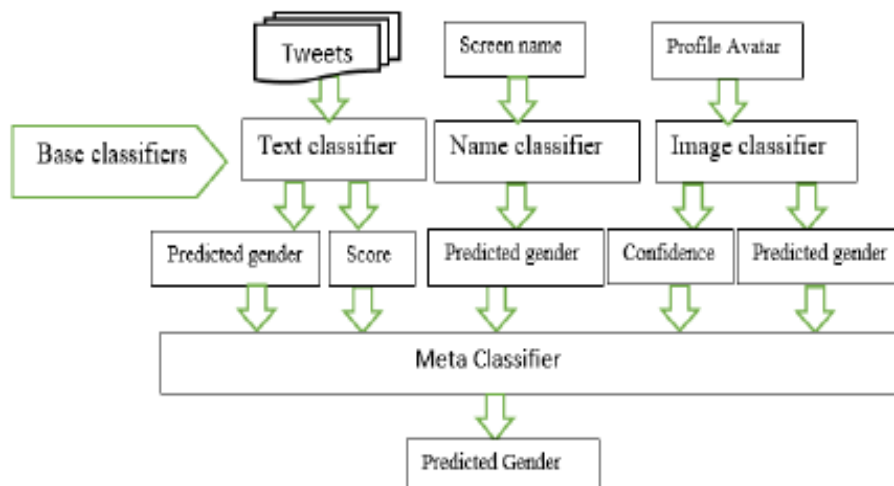 Tweets
Screen name
Profile Avatar
Base classifiers
Text classifier
Name classifier
Image classifier
Predicted gender
Score
Predicted gender
Confidence
Predicted gender
Meta Classifier
Predicted Gender